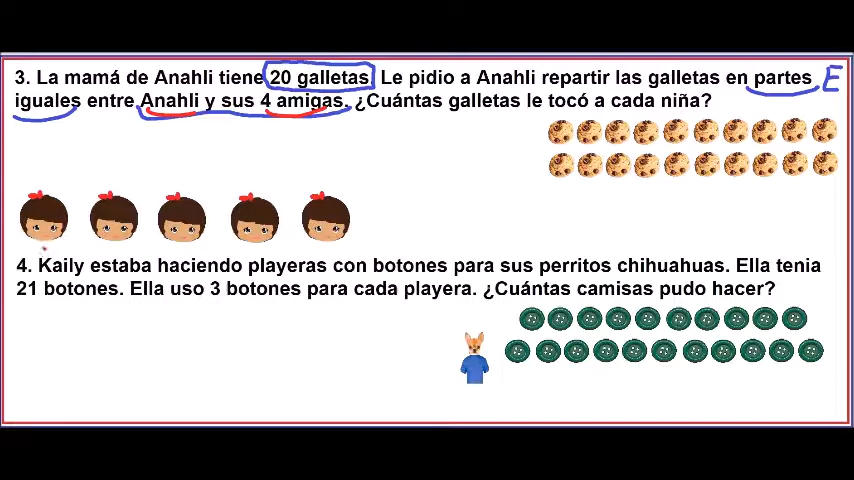 3. La mamá de Anahli tiene 20 galletas. Le pidio a Anahli repartir las galletas en partes E
iguales entre Anahli y sus 4 amigas. ¿Cuántas galletas le tocó a cada niña?
4. Kaily estaba haciendo playeras con botones para sus perritos chihuahuas. Ella tenia
21 botones. Ella uso 3 botones para cada playera. ¿Cuántas camisas pudo hacer?